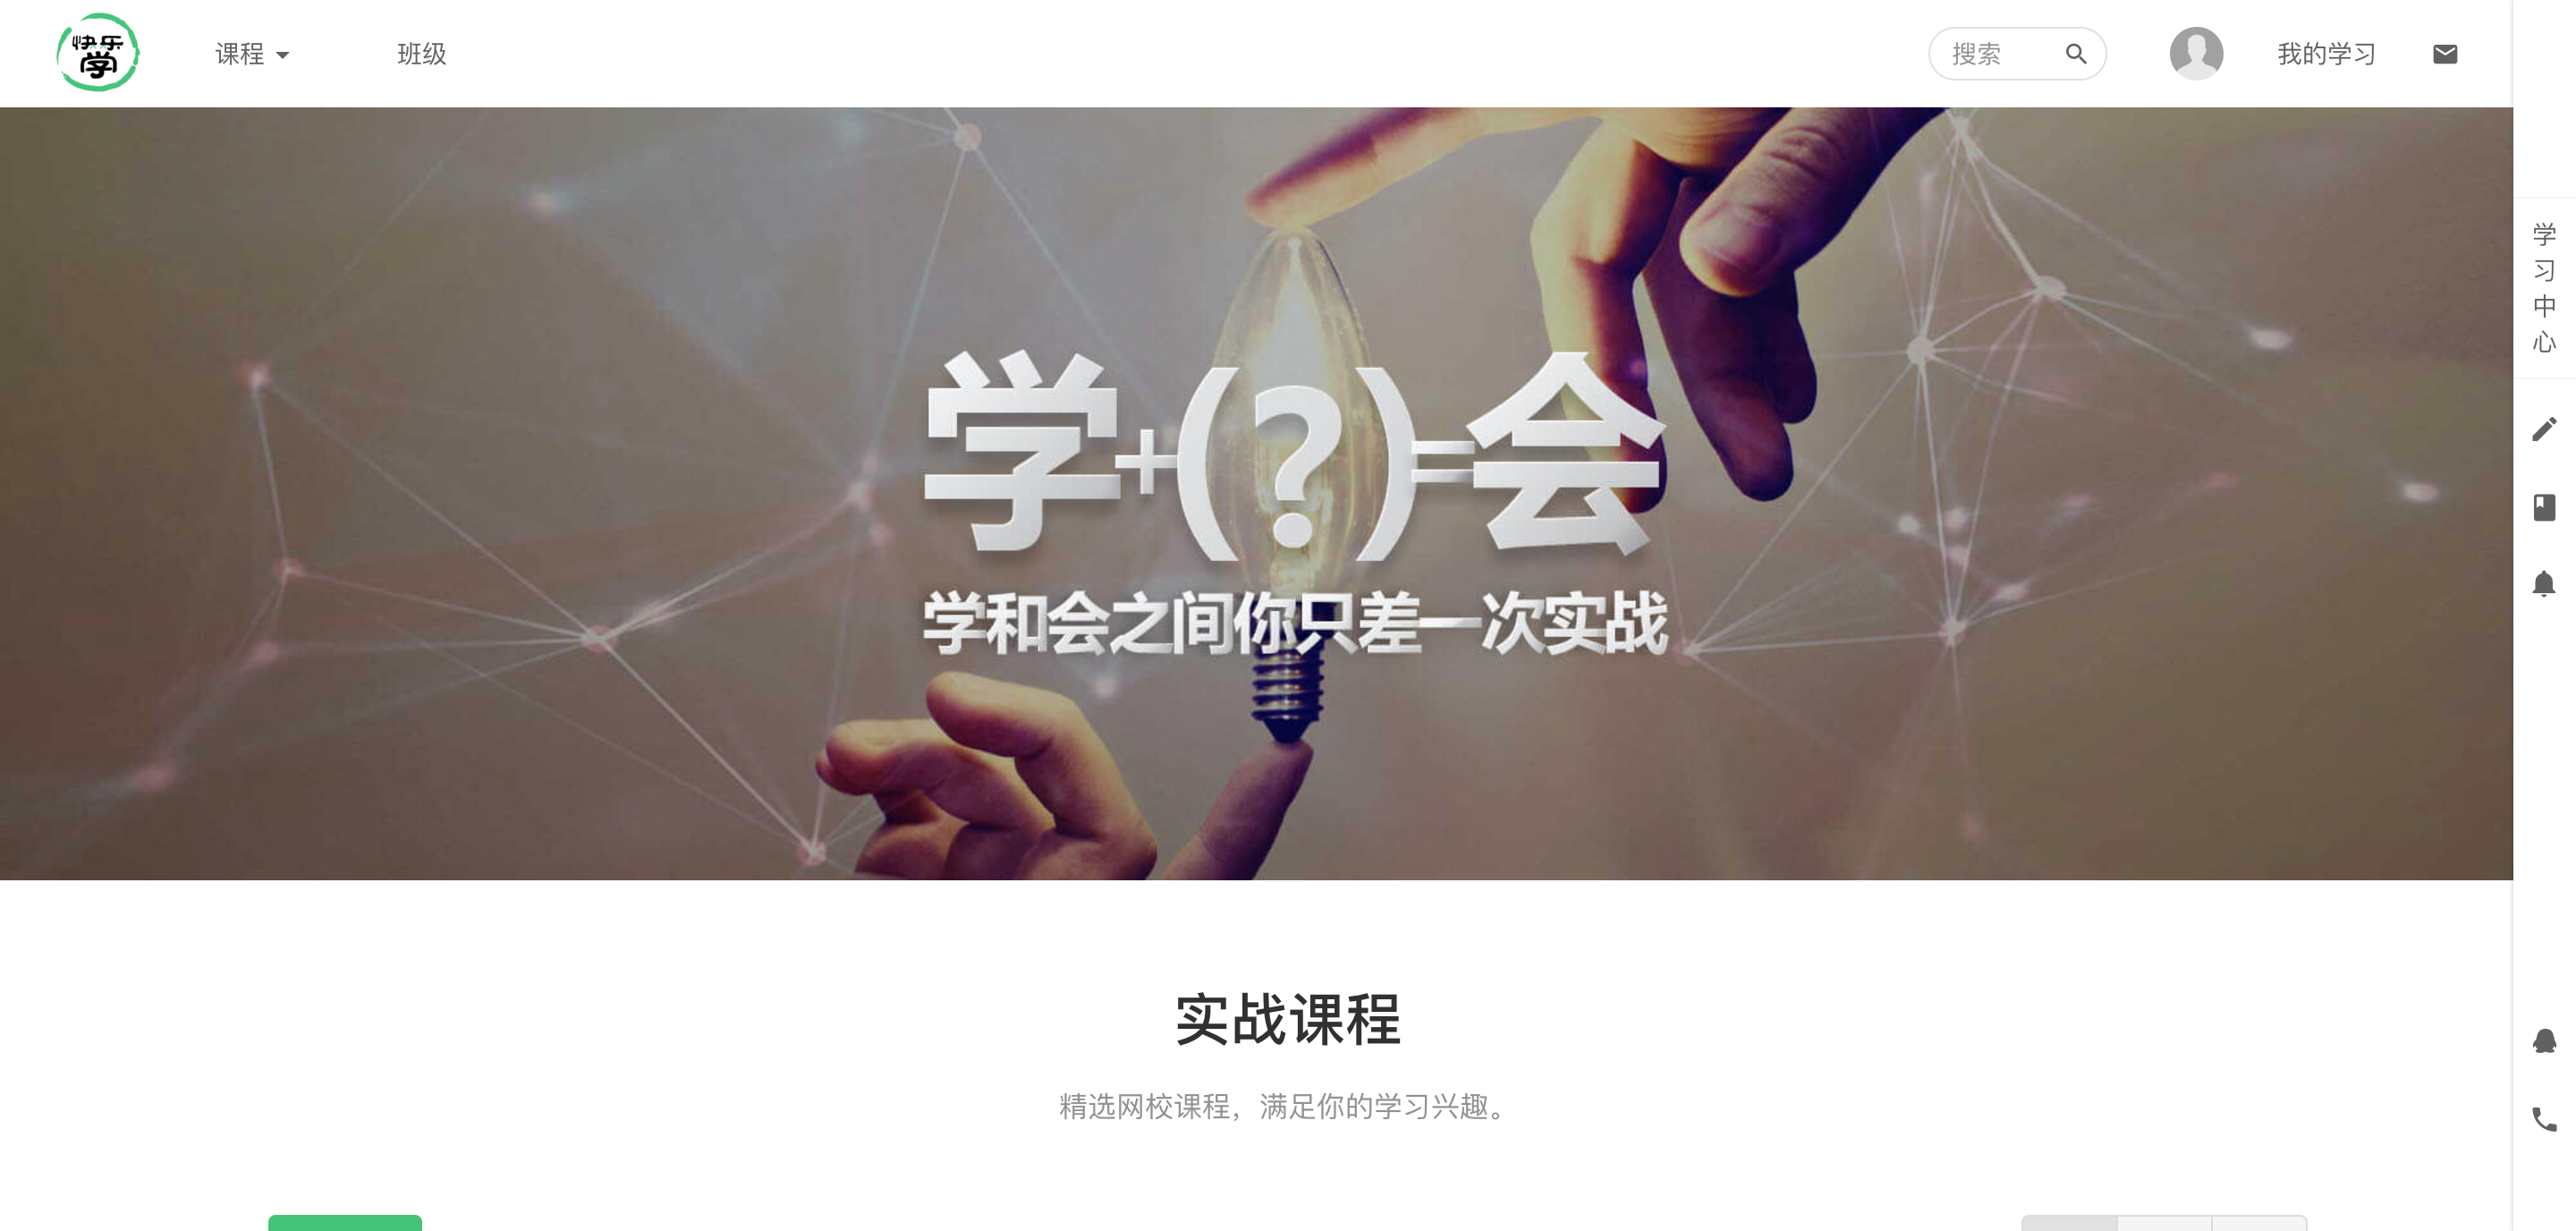 快乐
学
课程
班级
搜索
我的学习
学+(?)=会
学和会之间你只差一次实战
实战课程
精选网校课程，满足你的学习兴趣。
学
习
中
心